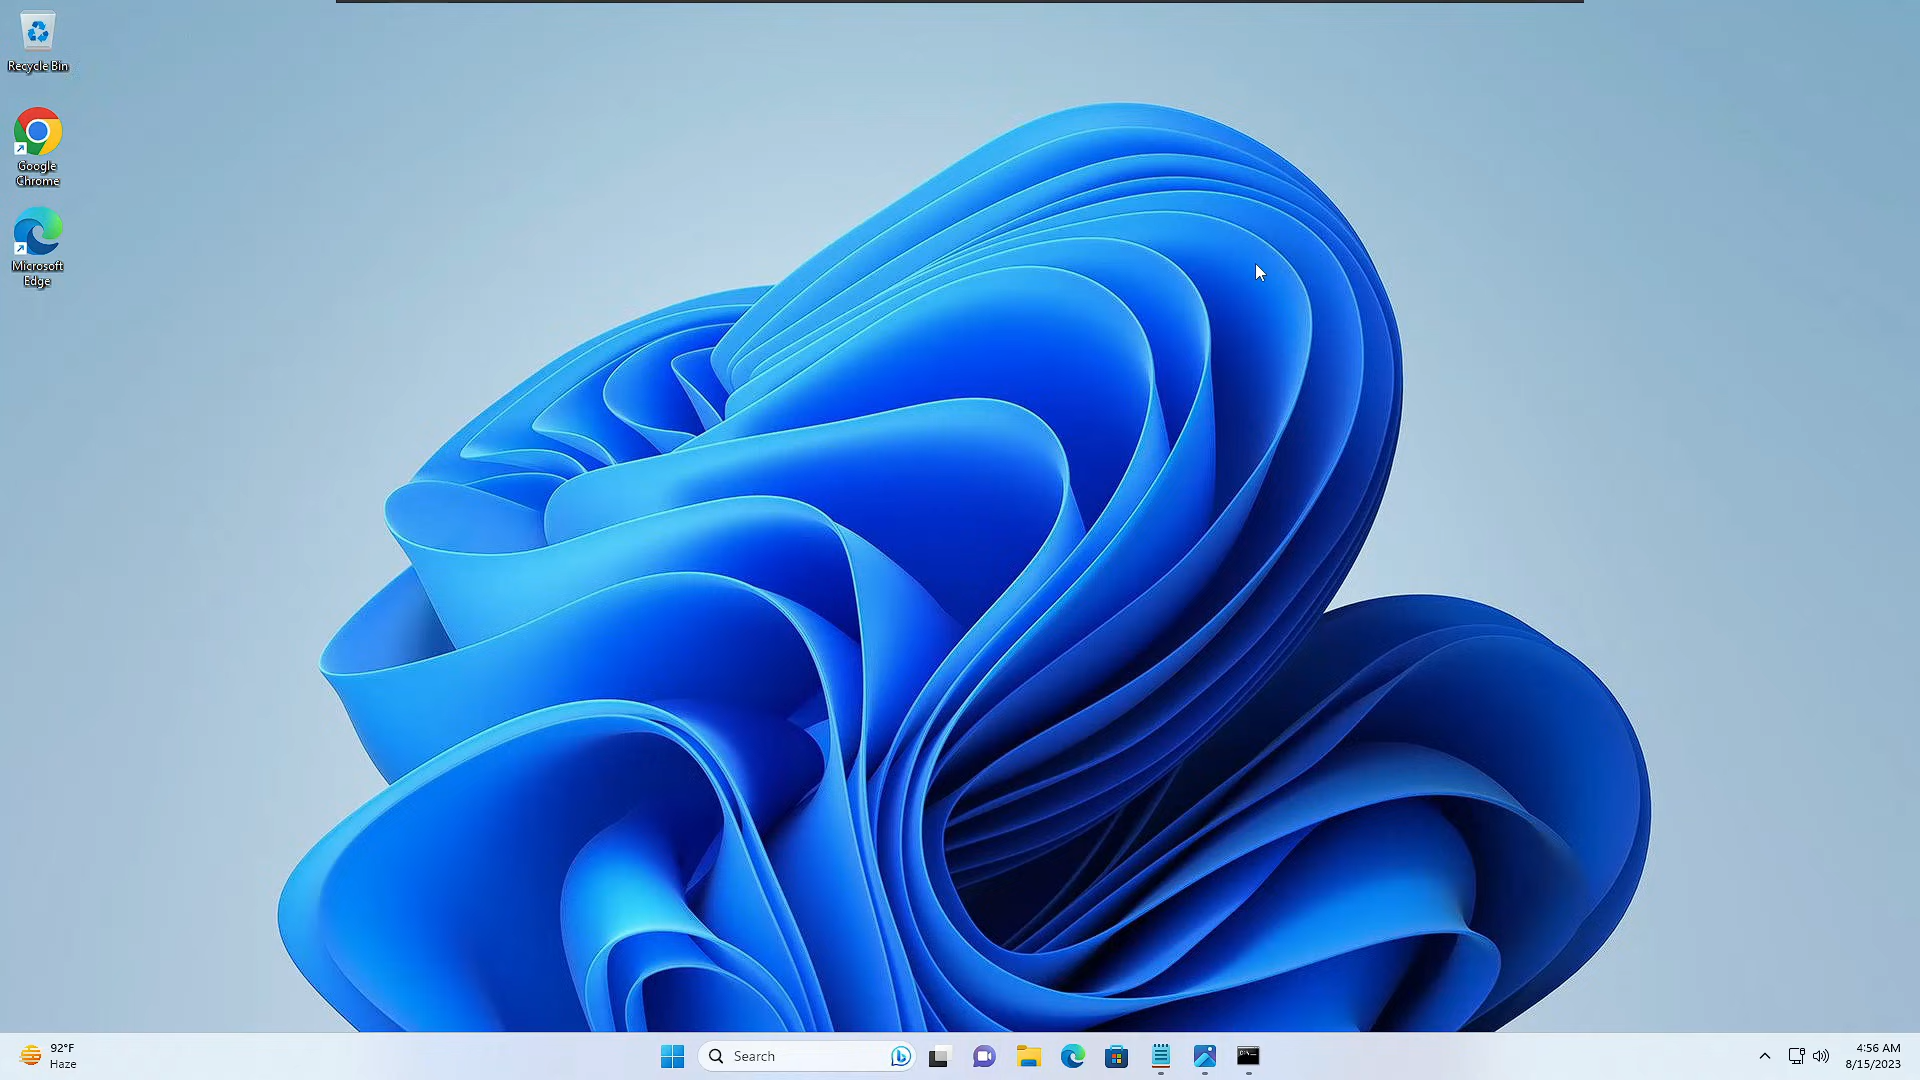 Recycle Bin
Google
Chrome
Microsoft
Edge
92°F
Haze
Search
4:56 AM
8/15/2023